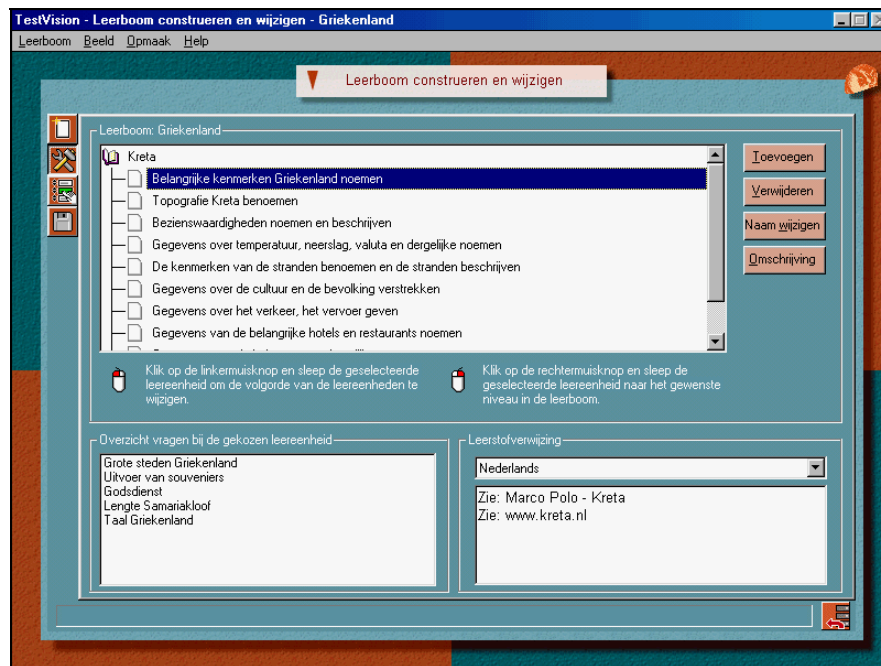 TestVision - Leerboom construeren en wijzigen - Griekenland
Leerboom Beeld Opmaak Help
Leerboom construeren en wijzigen
Leerboom: Griekenland
Kreta
Belangrijke kenmerken Griekenland noemen
Topografie Kreta benoemen
Bezienswaardigheden noemen en beschrijven
Gegevens over temperatuur, neerslag, valuta en dergelijke noemen
De kenmerken van de stranden benoemen en de stranden beschrijven
Gegevens over de cultuur en de bevolking verstrekken
Gegevens over het verkeer, het vervoer geven
Gegevens van de belangrijke hotels en restaurants noemen
Toevoegen
Verwijderen
Naam wijzigen
Omschrijving
Klik op de linkermuisknop en sleep de geselecteerde
leereenheid om de volgorde van de leereenheden te
wijzigen.
Klik op de rechtermuisknop en sleep de
geselecteerde leereenheid naar het gewenste
niveau in de leerboom.
Overzicht vragen bij de gekozen leereenheid
Grote steden Griekenland
Uitvoer van souveniers
Godsdienst
Lengte Samariakloof
Taal Griekenland
Leerstofverwijzing
Nederlands
Zie: Marco Polo - Kreta
Zie: www.kreta.nl